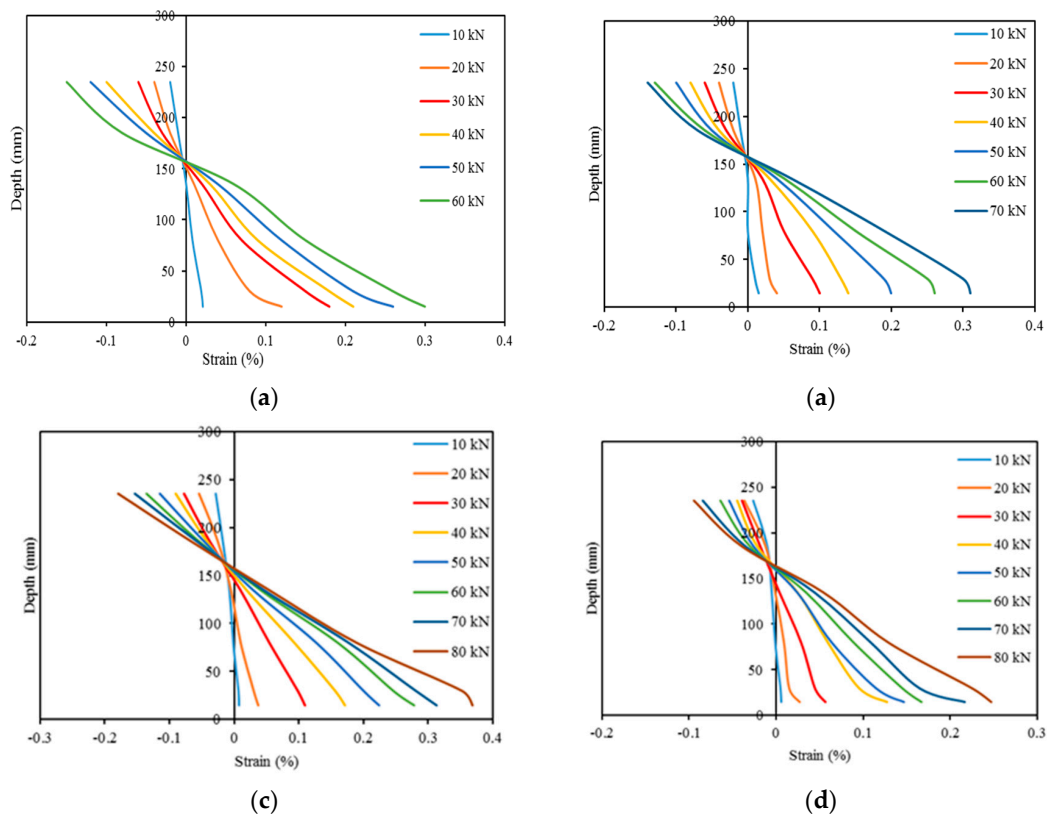 300
250
200
150
100
50
0
Depth (mm)
-0.2 -0.1 0 0.1 0.2 0.3 0.4
Strain (%)
10 kN
20 kN
30 kN
40 kN
50 kN
60 kN
(a)
300
250
200
150
100
50
0
Depth (mm)
-0.2 -0.1 0 0.1 0.2 0.3 0.4
Strain (%)
10 kN
20 kN
30 kN
40 kN
50 kN
60 kN
70 kN
(a)
300
250
200
150
100
50
0
Depth (mm)
-0.3 -0.2 -0.1 0 0.1 0.2 0.3 0.4
Strain (%)
10 kN
20 kN
30 kN
40 kN
50 kN
60 kN
70 kN
80 kN
(c)
300
250
200
150
100
50
0
Depth (mm)
-0.2 -0.1 0 0.1 0.2 0.3
Strain (%)
10 kN
20 kN
30 kN
40 kN
50 kN
60 kN
70 kN
80 kN
(d)